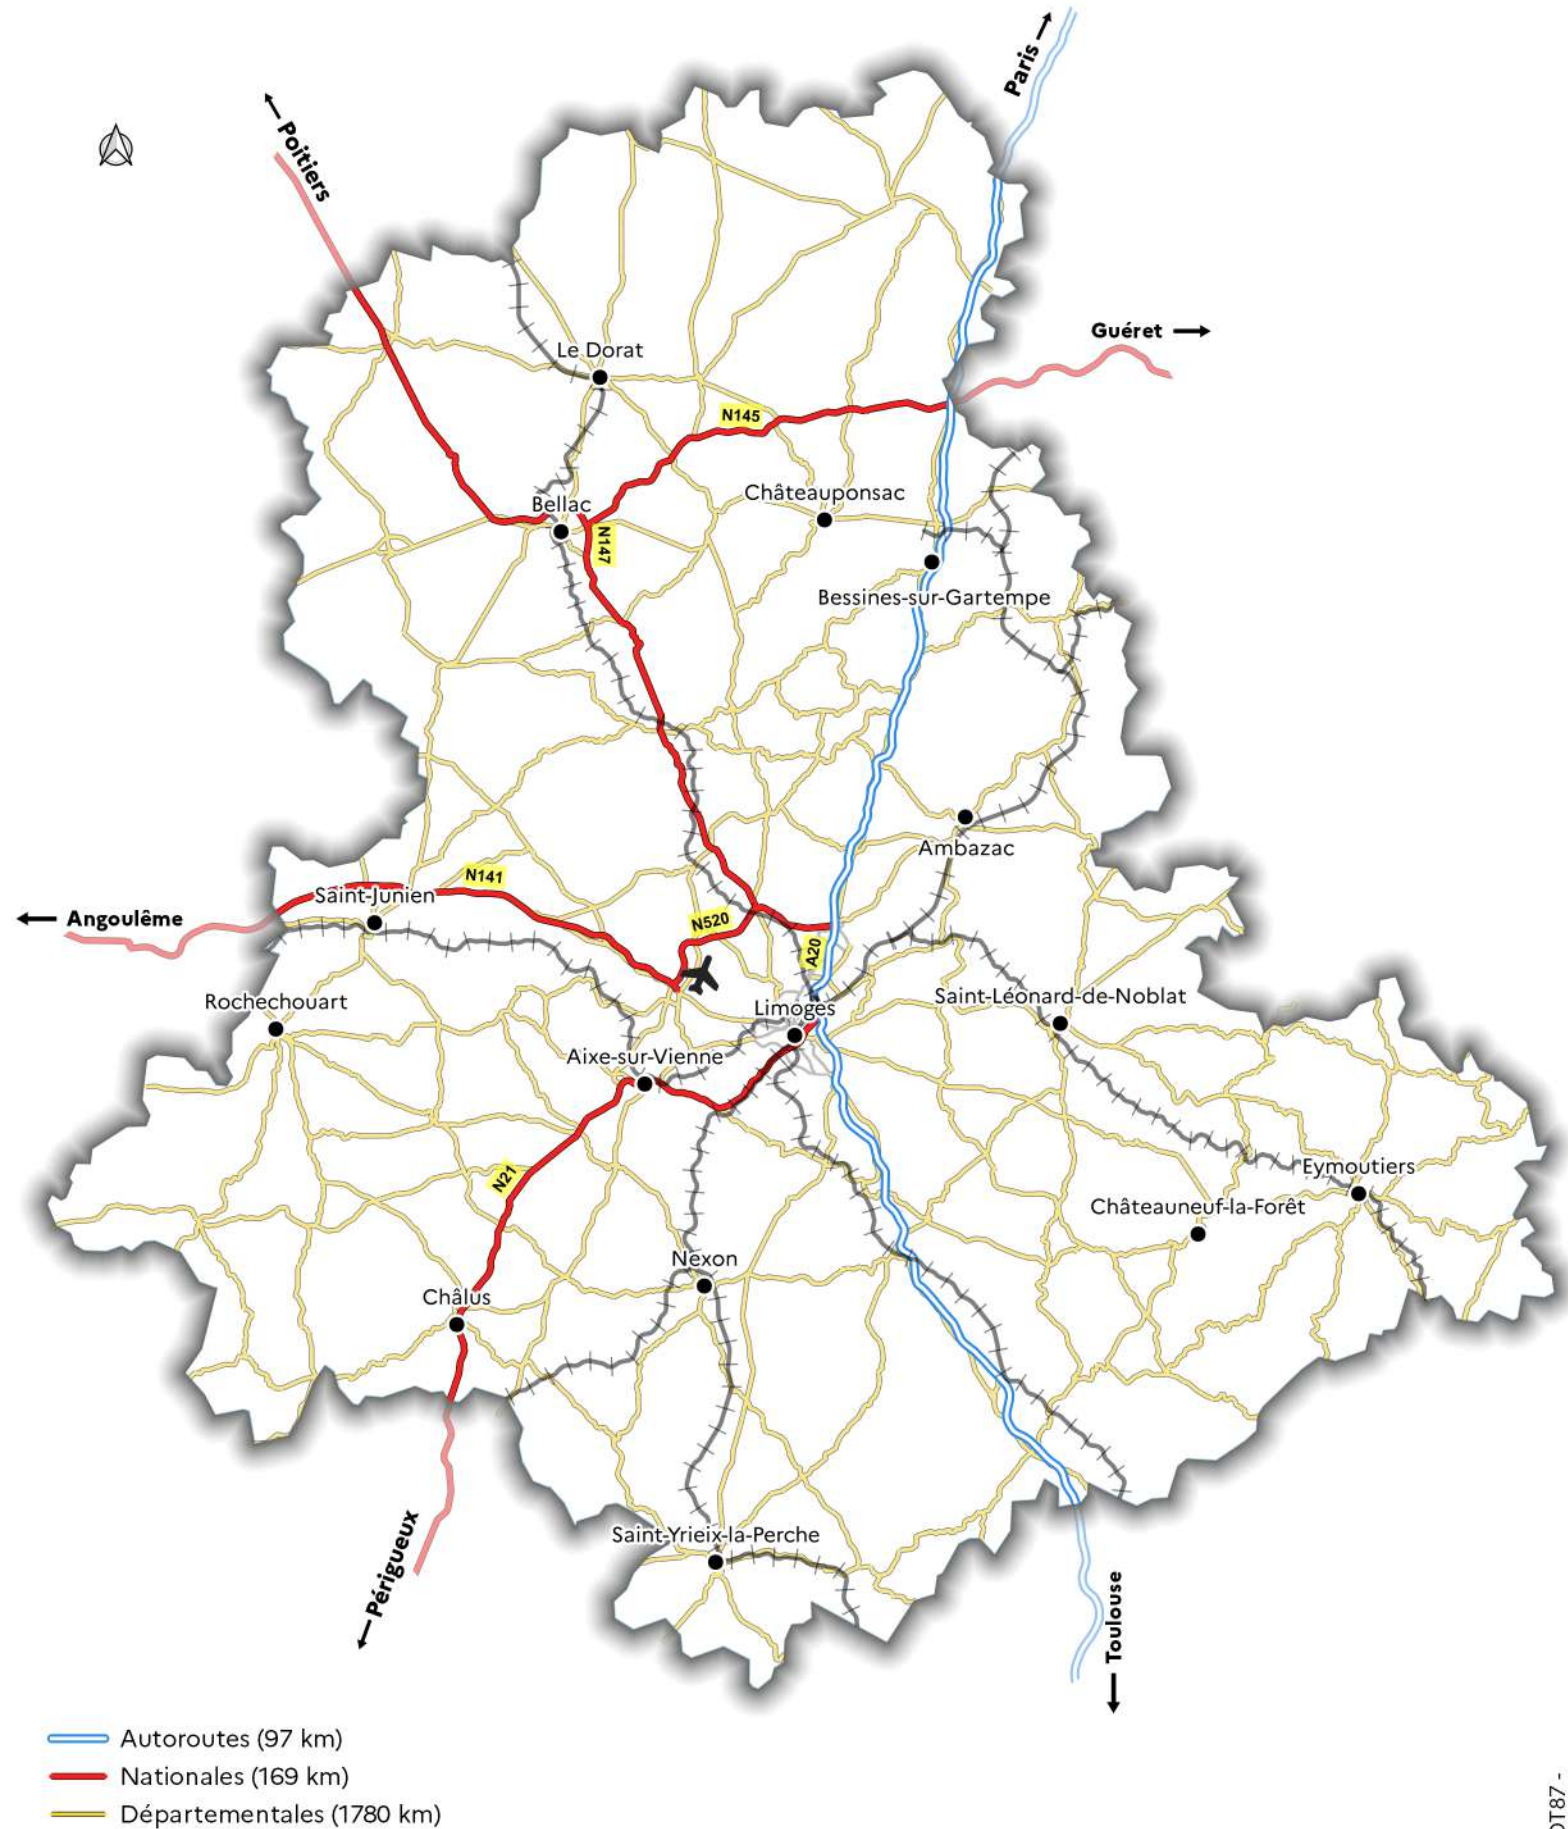 Paris
Poitiers
Guéret
Le Dorat
N145
Châteauponsac
Bellac
N147
Bessines-sur-Gartempe
Ambazac
N141
Saint-Junien
Angoulême
N520
A20
Rochechouart
Limoges
Saint-Léonard-de-Noblat
Aixe-sur-Vienne
N21
Eymoutiers
Châteauneuf-la-Forêt
Nexon
Châlus
Saint-Yrieix-la-Perche
Périgueux
Toulouse
Autoroutes (97 km)
Nationales (169 km)
Départementales (1780 km)